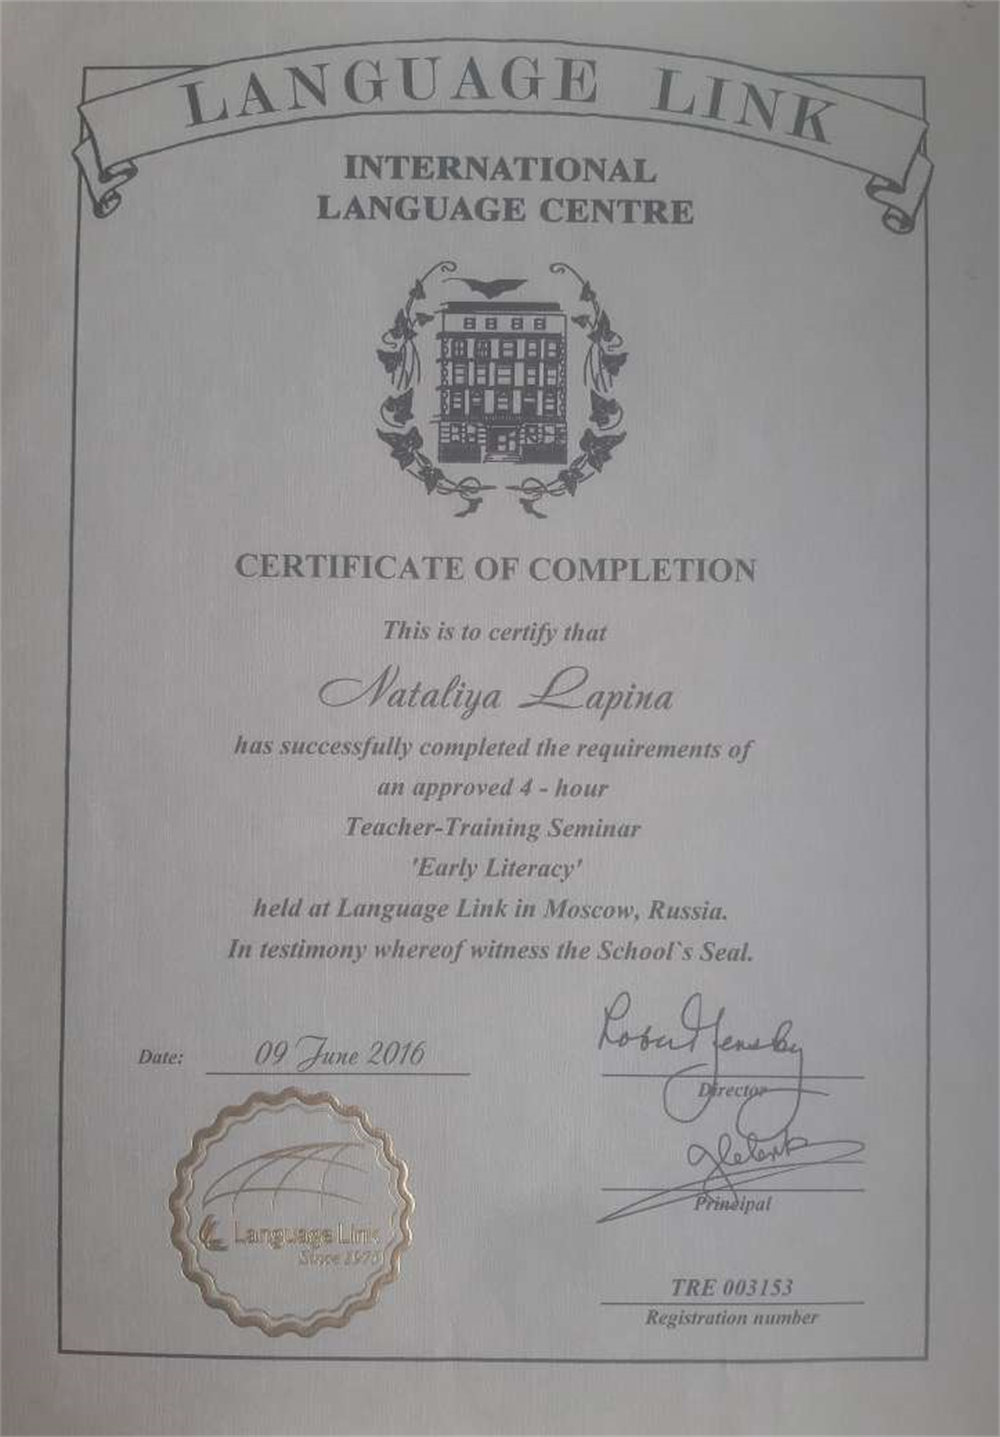 LANGUAGE LINK
INTERNATIONAL
LANGUAGE CENTRE
CERTIFICATE OF COMPLETION
This is to certify that
Nataliya Lapina
has successfully completed the requirements of
an approved 4 - hour
Teacher-Training Seminar
'Early Literacy'
held at Language Link in Moscow, Russia.
In testimony whereof witness the School`s Seal.
Date: 09 June 2016
Director
Principal
Language Link
Since
TRE 003153
Registration number